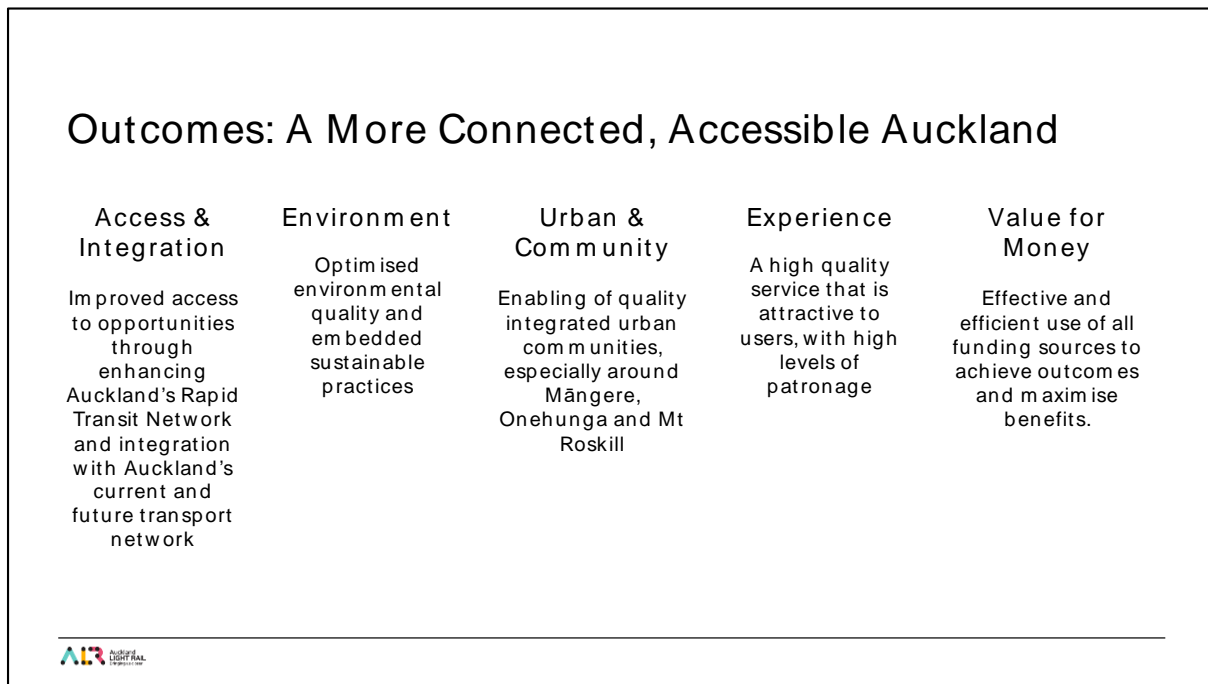 Outcomes: A More Connected, Accessible Auckland
Access &
Integration
Improved access
to opportunities
through
enhancing
Auckland’s Rapid
Transit Network
and integration
with Auckland’s
current and
future transport
network
Environment
Optimised
environmental
quality and
embedded
sustainable
practices
Urban &
Community
Enabling of quality
integrated urban
communities,
especially around
Māngere,
Onehunga and Mt
Roskill
Experience
A high quality
service that is
attractive to
users, with high
levels of
patronage
Value for
Money
Effective and
efficient use of all
funding sources to
achieve outcomes
and maximise
benefits.
ALR
Auckland
LIGHT RAIL